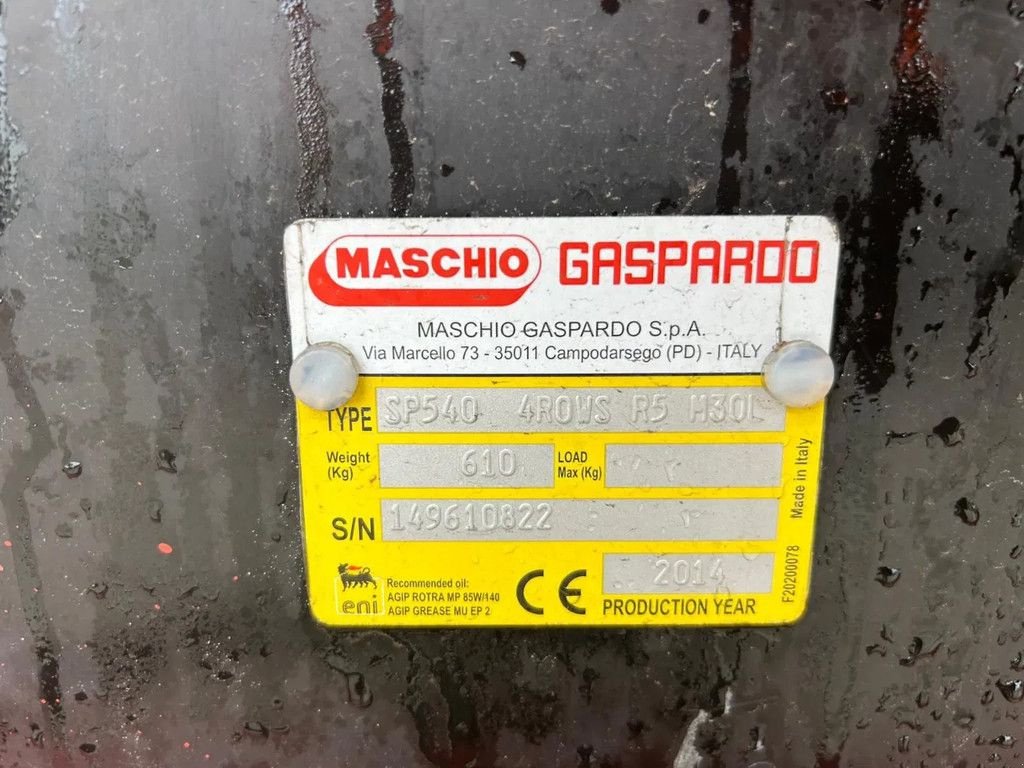 MASCHIO GASPARDO
MASCHIO GASPARDO S.p.A.
Via Marcello 73 - 35011 Campodarsego (PD) - ITALY
TYPE SP540 4ROWS R5 M30L
Weight (Kg) 610 LOAD Max (Kg)
S/N 149610822
2014
PRODUCTION YEAR
eni
Recommended oil:
AGIP ROTRA MP 85W/140
AGIP GREASE MU EP 2
CE
Made in Italy
F20200078